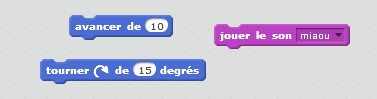 avancer de 10
jouer le son miaou
tourner de 15 degrés